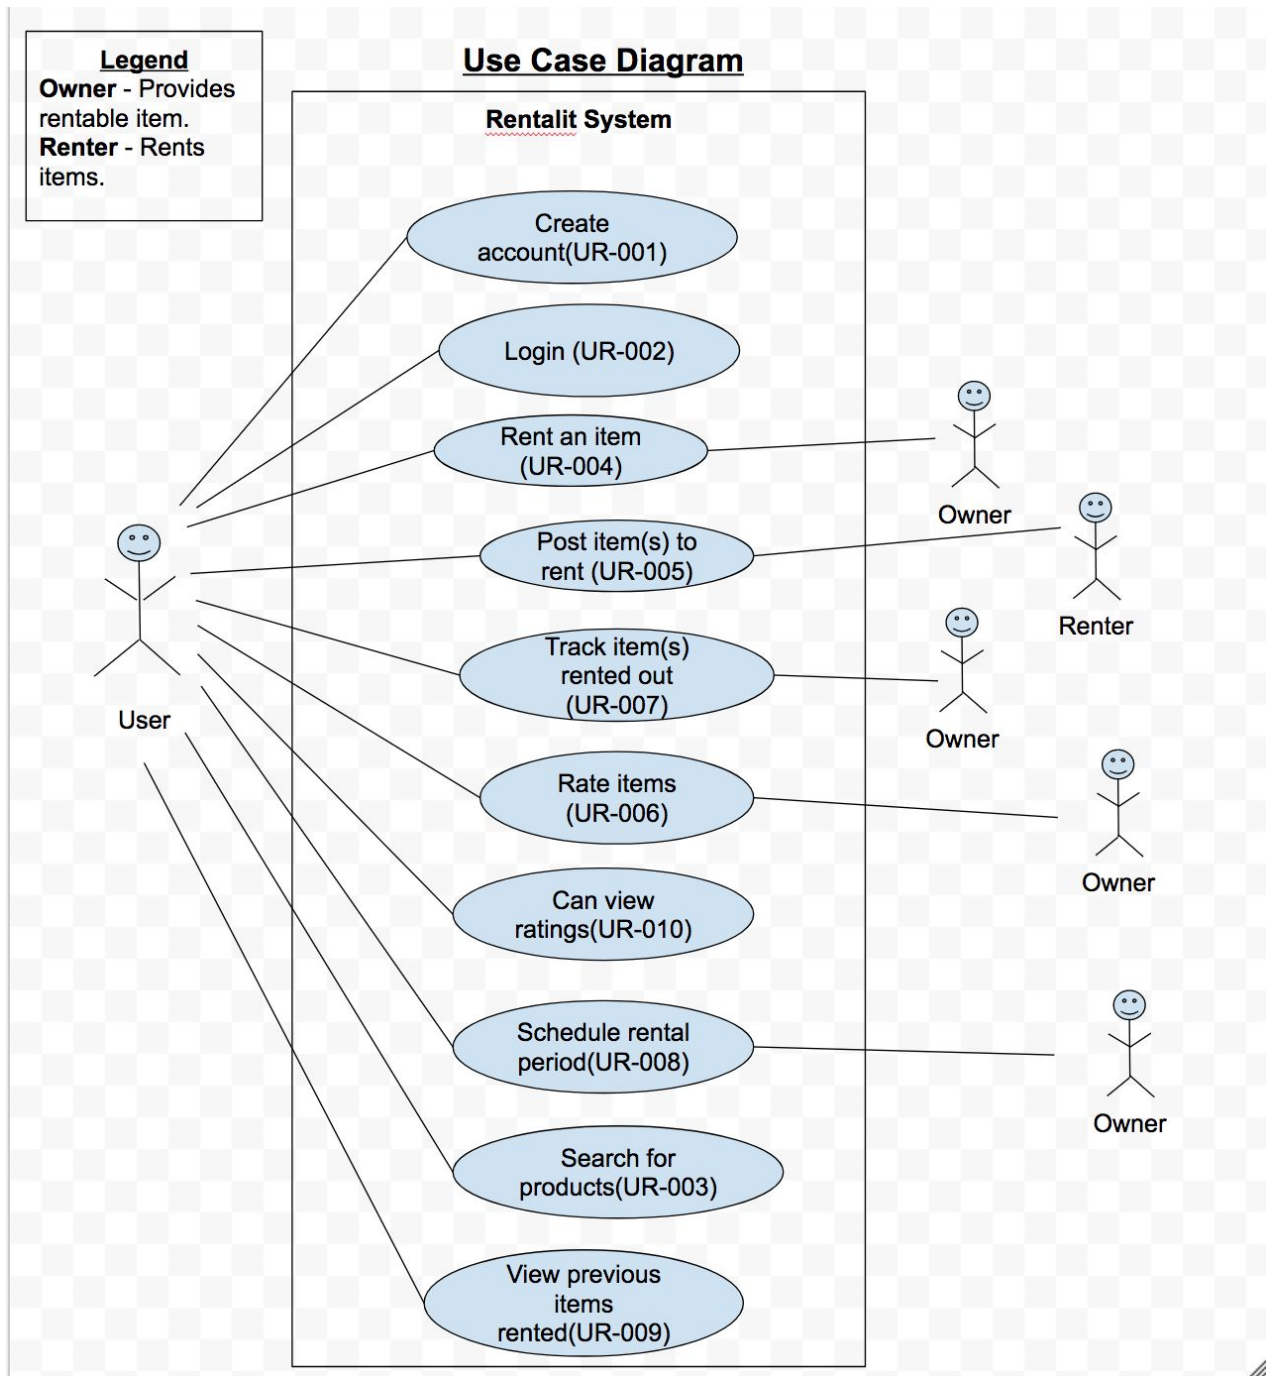 Legend
Owner - Provides
rentable item.
Renter - Rents
items.
Use Case Diagram
Rentalit System
Create
account(UR-001)
Login (UR-002)
Rent an item
(UR-004)
Owner
Post item(s) to
rent (UR-005)
Renter
Track item(s)
rented out
(UR-007)
Owner
User
Rate items
(UR-006)
Owner
Can view
ratings(UR-010)
Schedule rental
period(UR-008)
Owner
Search for
products(UR-003)
View previous
items
rented(UR-009)